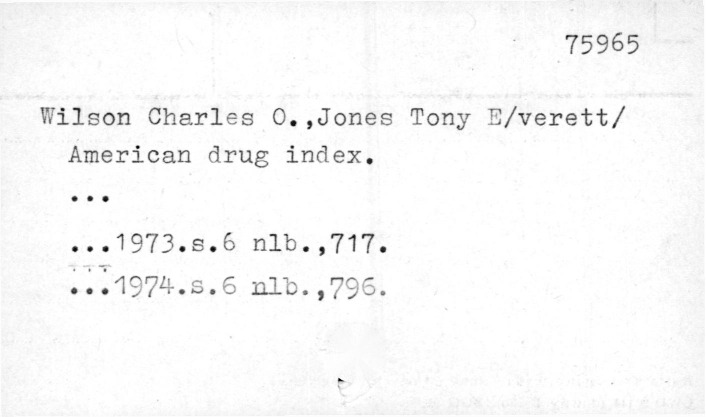 75965
Wilson Charles O.,Jones Tony E/verett/
American drug index.
...
...1973.s.6 nlb.,717.
...1974.s.6 nlb.,796.